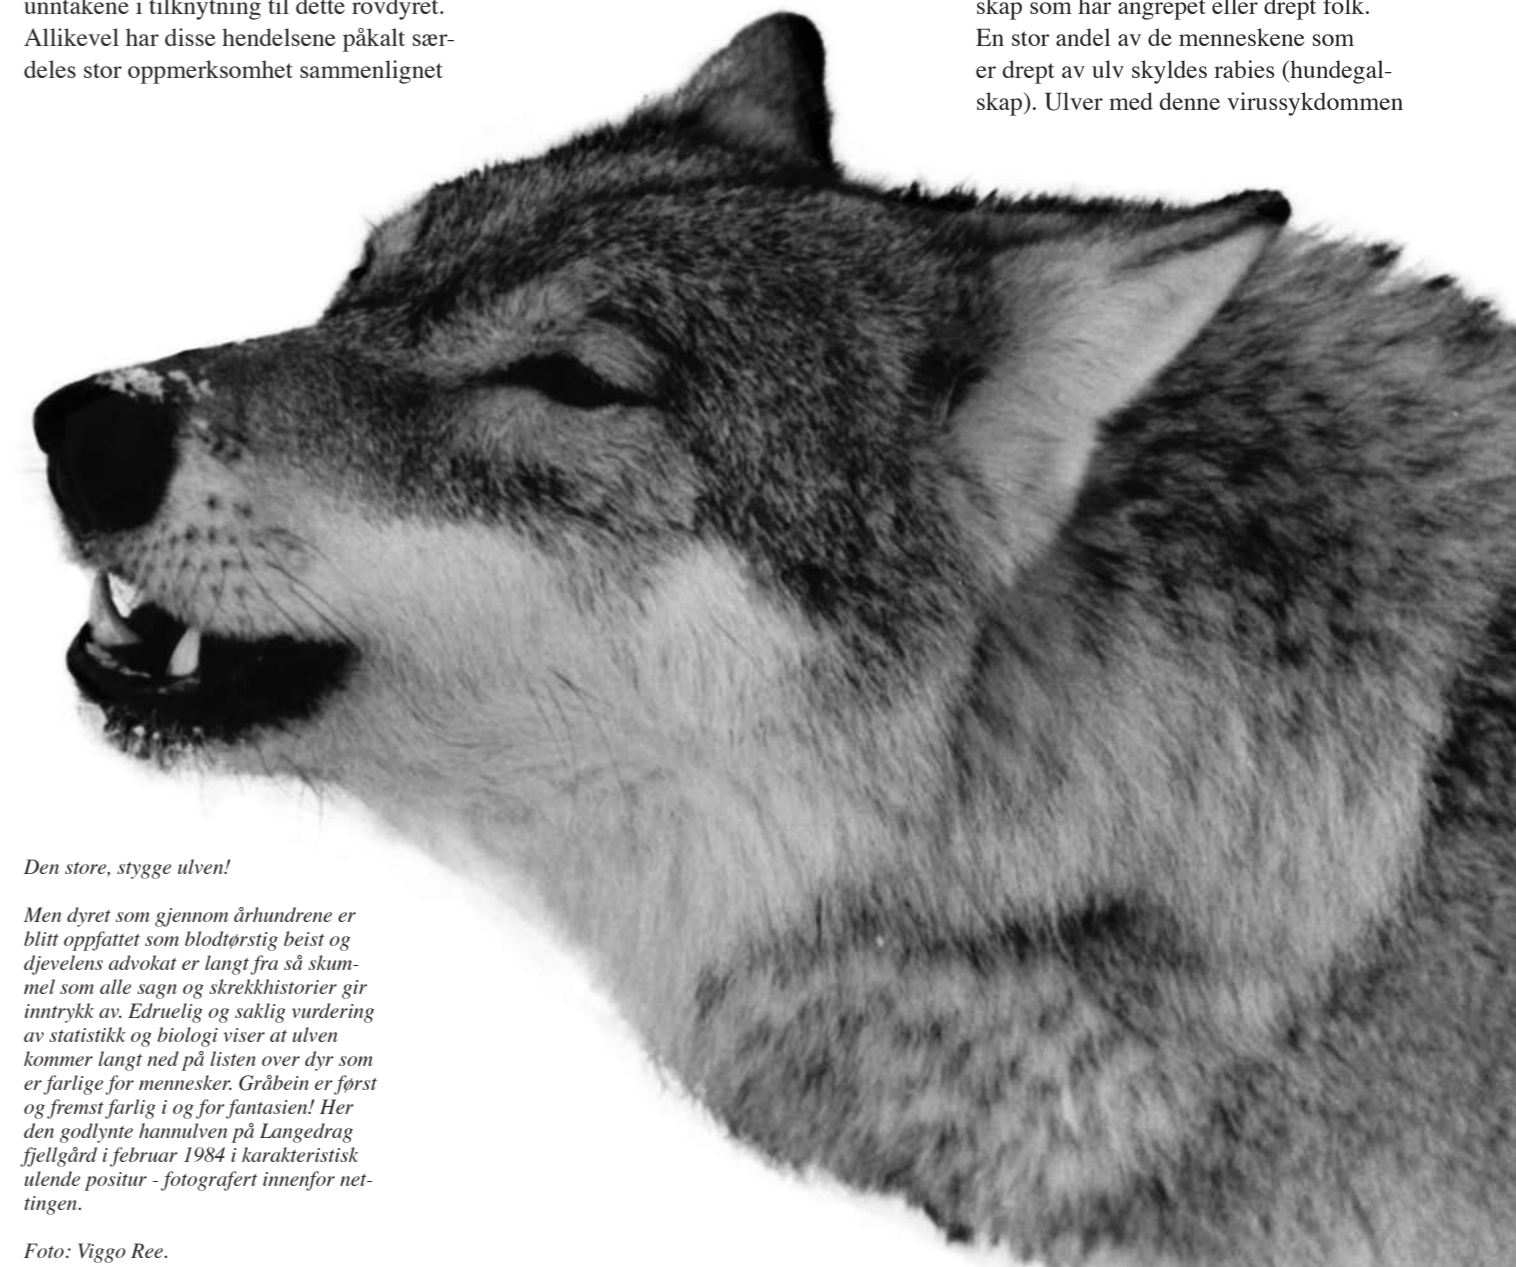 unntakene i tilknytning til dette rovdyret.
Allikevel har disse hendelsene påkalt sær-
deles stor oppmerksomhet sammenlignet
skap som har angrepet eller drept folk.
En stor andel av de menneskene som
er drept av ulv skyldes rabies (hundegal-
skap). Ulver med denne virussykdommen
Den store, stygge ulven!
Men dyret som gjennom århundrene er
blitt oppfattet som blodtørstig beist og
djevelens advokat er langt fra så skum-
mel som alle sagn og skrekkhistorier gir
inntrykk av. Edruelig og saklig vurdering
av statistikk og biologi viser at ulven
kommer langt ned på listen over dyr som
er farlige for mennesker. Gråbein er først
og fremst farlig i og for fantasien! Her
den godlynte hannulven på Langedrag
fjellgård i februar 1984 i karakteristisk
ulende positur - fotografert innenfor net-
tingen.
Foto: Viggo Ree.